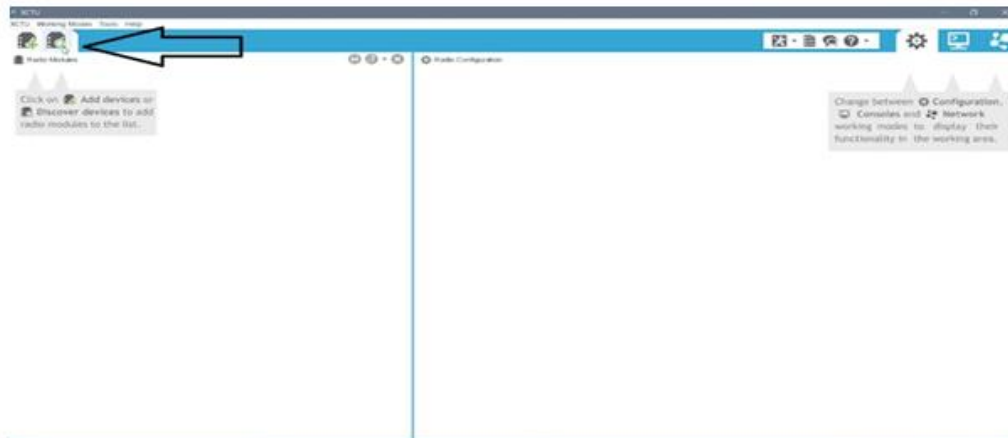 XCTU
XCTU Working Modes Tools Help
Radio Modules
Radio Configuration
Click on Add devices or
Discover devices to add
radio modules to the list.
Change between Configuration,
Consoles and Network
working modes to display their
functionality in the working area.